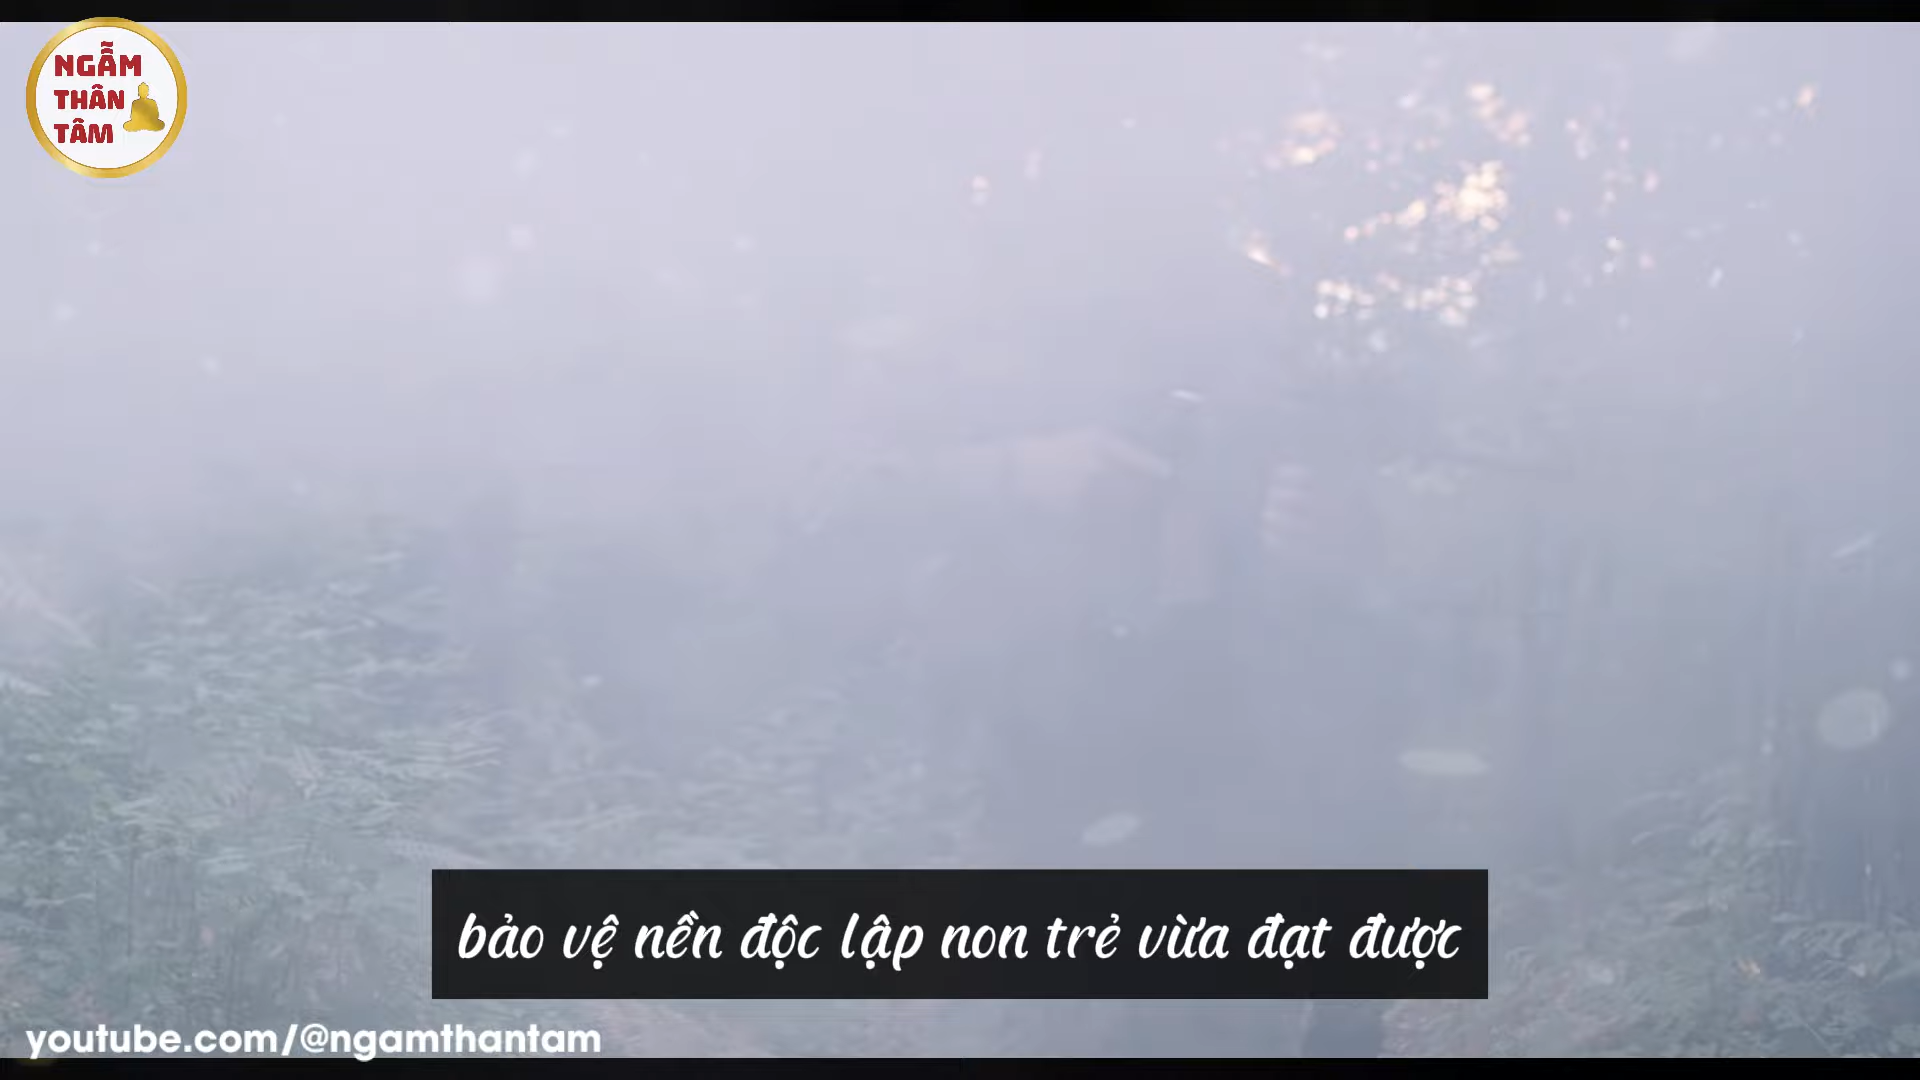 NGẪM
THÂN
TÂM
bảo vệ nền độc lập non trẻ vừa đạt được
youtube.com/@ngamthantam